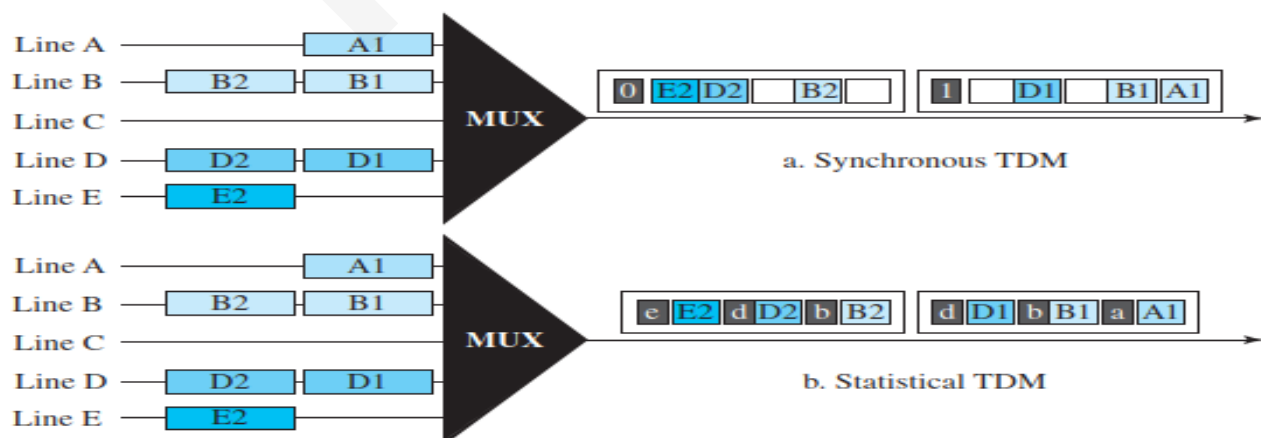 Line A A1
Line B B2 B1
Line C
Line D D2 D1
Line E E2
MUX
0 E2 D2 B2
1 D1 B1 A1
a. Synchronous TDM
Line A A1
Line B B2 B1
Line C
Line D D2 D1
Line E E2
MUX
e E2 d D2 b B2
d D1 b B1 a A1
b. Statistical TDM